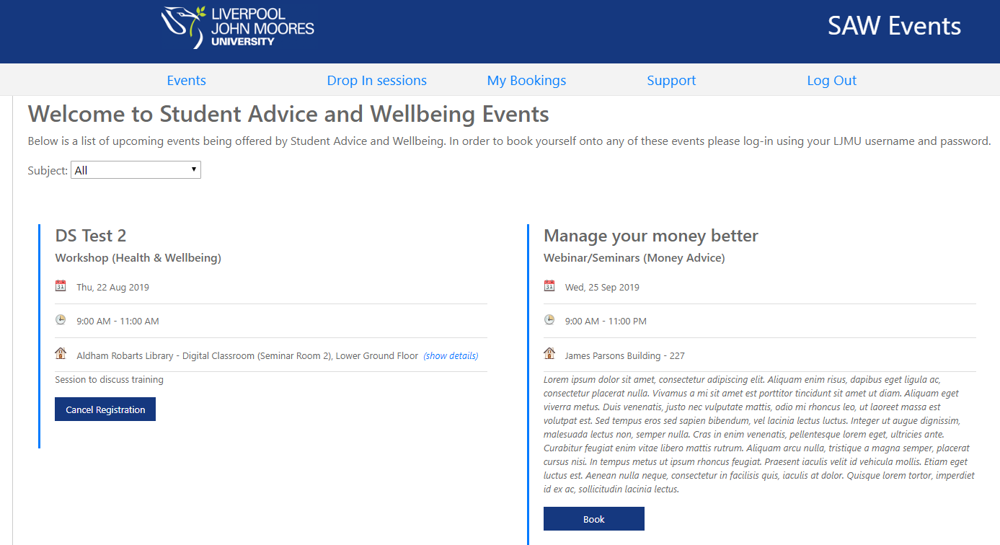 LIVERPOOL
JOHN MOORES
UNIVERSITY
SAW Events
Events Drop In sessions My Bookings Support Log Out
Welcome to Student Advice and Wellbeing Events
Below is a list of upcoming events being offered by Student Advice and Wellbeing. In order to book yourself onto any of these events please log-in using your LJMU username and password.
Subject: All
DS Test 2
Workshop (Health & Wellbeing)
31 Thu, 22 Aug 2019
9:00 AM - 11:00 AM
Aldham Robarts Library - Digital Classroom (Seminar Room 2), Lower Ground Floor (show details)
Session to discuss training
Cancel Registration
Manage your money better
Webinar/Seminars (Money Advice)
31 Wed, 25 Sep 2019
9:00 AM - 11:00 PM
James Parsons Building - 227
Lorem ipsum dolor sit amet, consectetur adipiscing elit. Aliquam enim risus, dapibus eget ligula ac,
consectetur placerat nulla. Vivamus a mi sit amet est porttitor tincidunt sit amet ut diam. Aliquam eget
viverra metus. Duis venenatis, justo nec vulputate mattis, odio mi rhoncus leo, ut laoreet massa est
volutpat est. Sed tempus eros sed sapien bibendum, vel lacinia lectus luctus. Integer ut augue dignissim,
malesuada lectus non, semper nulla. Cras in enim venenatis, pellentesque lorem eget, ultricies ante.
Curabitur feugiat enim vitae libero mattis rutrum. Aliquam arcu nulla, tristique a magna semper, placerat
cursus nisi. In tempus metus ut ipsum rhoncus feugiat. Praesent iaculis velit id vehicula mollis. Etiam eget
luctus est. Aenean nulla neque, consectetur in facilisis quis, iaculis at dolor. Quisque lorem tortor, imperdiet
id ex ac, sollicitudin lacinia lectus.
Book